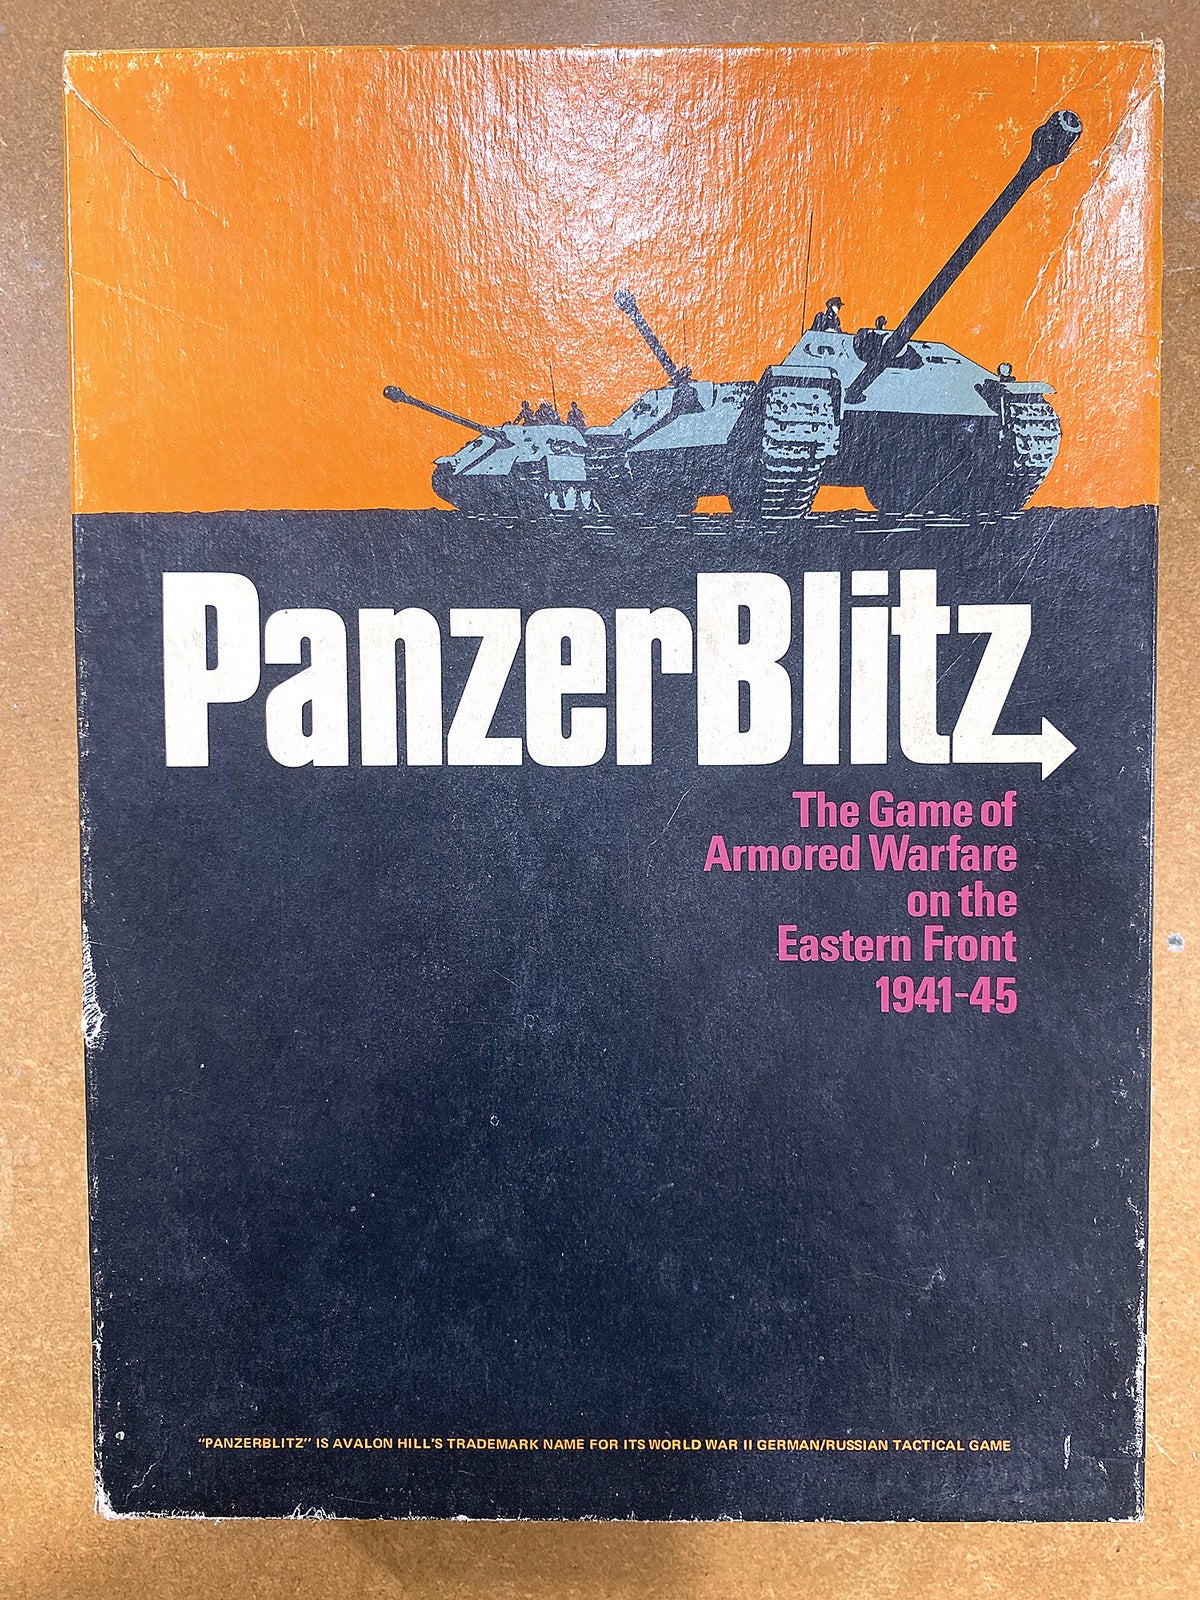 PanzerBlitz
The Game of
Armored Warfare
on the
Eastern Front
1941-45
“PANZERBLITZ” IS AVALON HILL’S TRADEMARK NAME FOR ITS WORLD WAR II GERMAN/RUSSIAN TACTICAL GAME